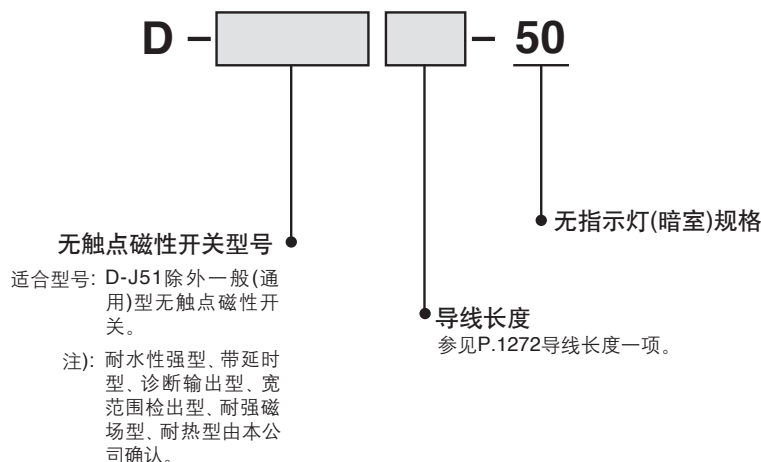 D – – 50
无指示灯(暗室)规格
无触点磁性开关型号
适合型号: D-J51除外一般(通
用)型无触点磁性开
关。
注): 耐水性强型、带延时
型、诊断输出型、宽
范围检出型、耐强磁
场型、耐热型由本公
司确认。
导线长度
参见P.1272导线长度一项。